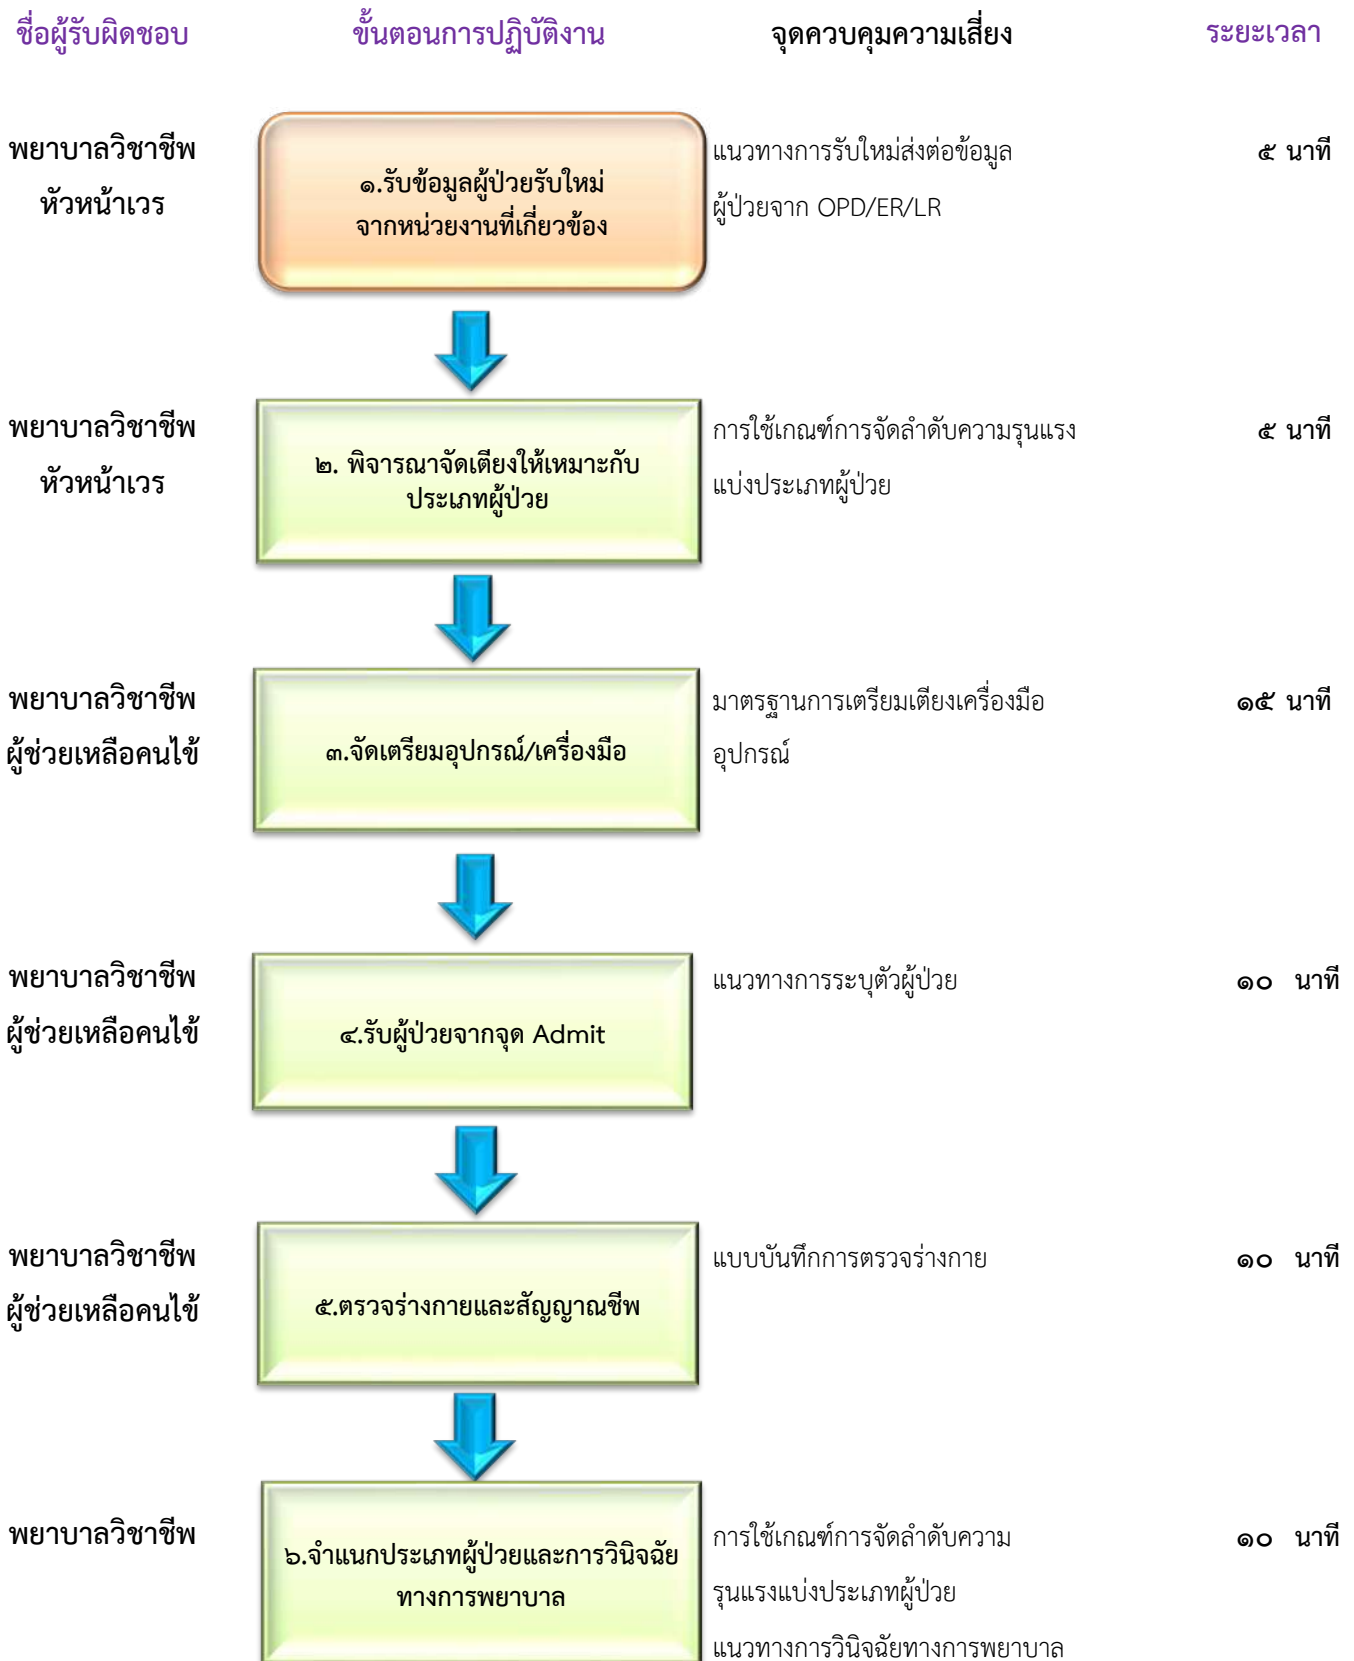 ชื่อผู้รับผิดชอบ ขั้นตอนการปฏิบัติงาน จุดควบคุมความเสี่ยง ระยะเวลา
พยาบาลวิชาชีพ
หัวหน้าเวร
๑.รับข้อมูลผู้ป่วยรับใหม่
จากหน่วยงานที่เกี่ยวข้อง
แนวทางการรับใหม่ส่งต่อข้อมูล
ผู้ป่วยจาก OPD/ER/LR
๕ นาที
พยาบาลวิชาชีพ
หัวหน้าเวร
๒. พิจารณาจัดเตียงให้เหมาะกับ
ประเภทผู้ป่วย
การใช้เกณฑ์การจัดลำดับความรุนแรง
แบ่งประเภทผู้ป่วย
๕ นาที
พยาบาลวิชาชีพ
ผู้ช่วยเหลือคนไข้
๓.จัดเตรียมอุปกรณ์/เครื่องมือ
มาตรฐานการเตรียมเตียงเครื่องมือ
อุปกรณ์
๑๕ นาที
พยาบาลวิชาชีพ
ผู้ช่วยเหลือคนไข้
๔.รับผู้ป่วยจากจุด Admit
แนวทางการระบุตัวผู้ป่วย
๑๐ นาที
พยาบาลวิชาชีพ
ผู้ช่วยเหลือคนไข้
๕.ตรวจร่างกายและสัญญาณชีพ
แบบบันทึกการตรวจร่างกาย
๑๐ นาที
พยาบาลวิชาชีพ
๖.จำแนกประเภทผู้ป่วยและการวินิจฉัย
ทางการพยาบาล
การใช้เกณฑ์การจัดลำดับความ
รุนแรงแบ่งประเภทผู้ป่วย
แนวทางการวินิจฉัยทางการพยาบาล
๑๐ นาที